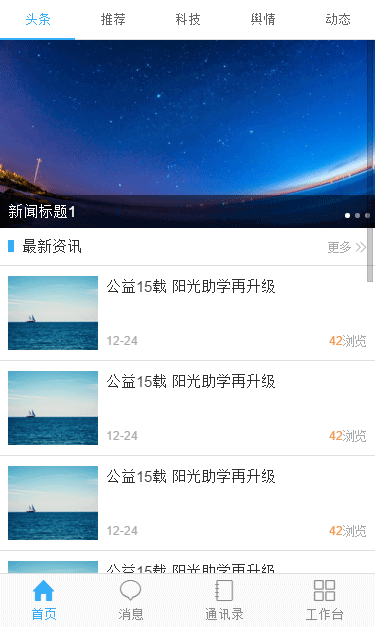 头条 推荐 科技 舆情 动态
新闻标题1
最新资讯 更多
公益15载 阳光助学再升级
12-24 42浏览
公益15载 阳光助学再升级
12-24 42浏览
公益15载 阳光助学再升级
12-24 42浏览
公益15载 阳光助学再升级
首页 消息 通讯录 工作台